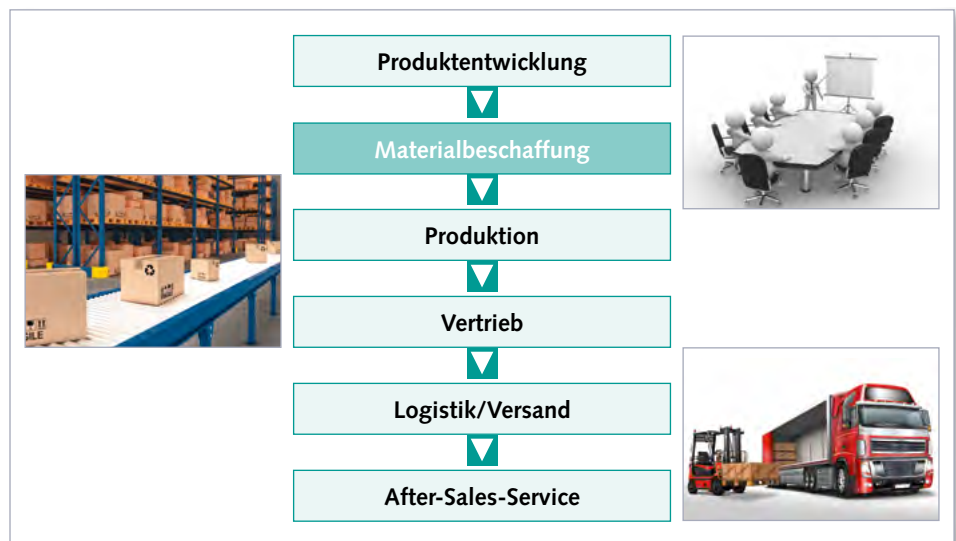 Produktentwicklung
Materialbeschaffung
Produktion
Vertrieb
Logistik/Versand
After-Sales-Service